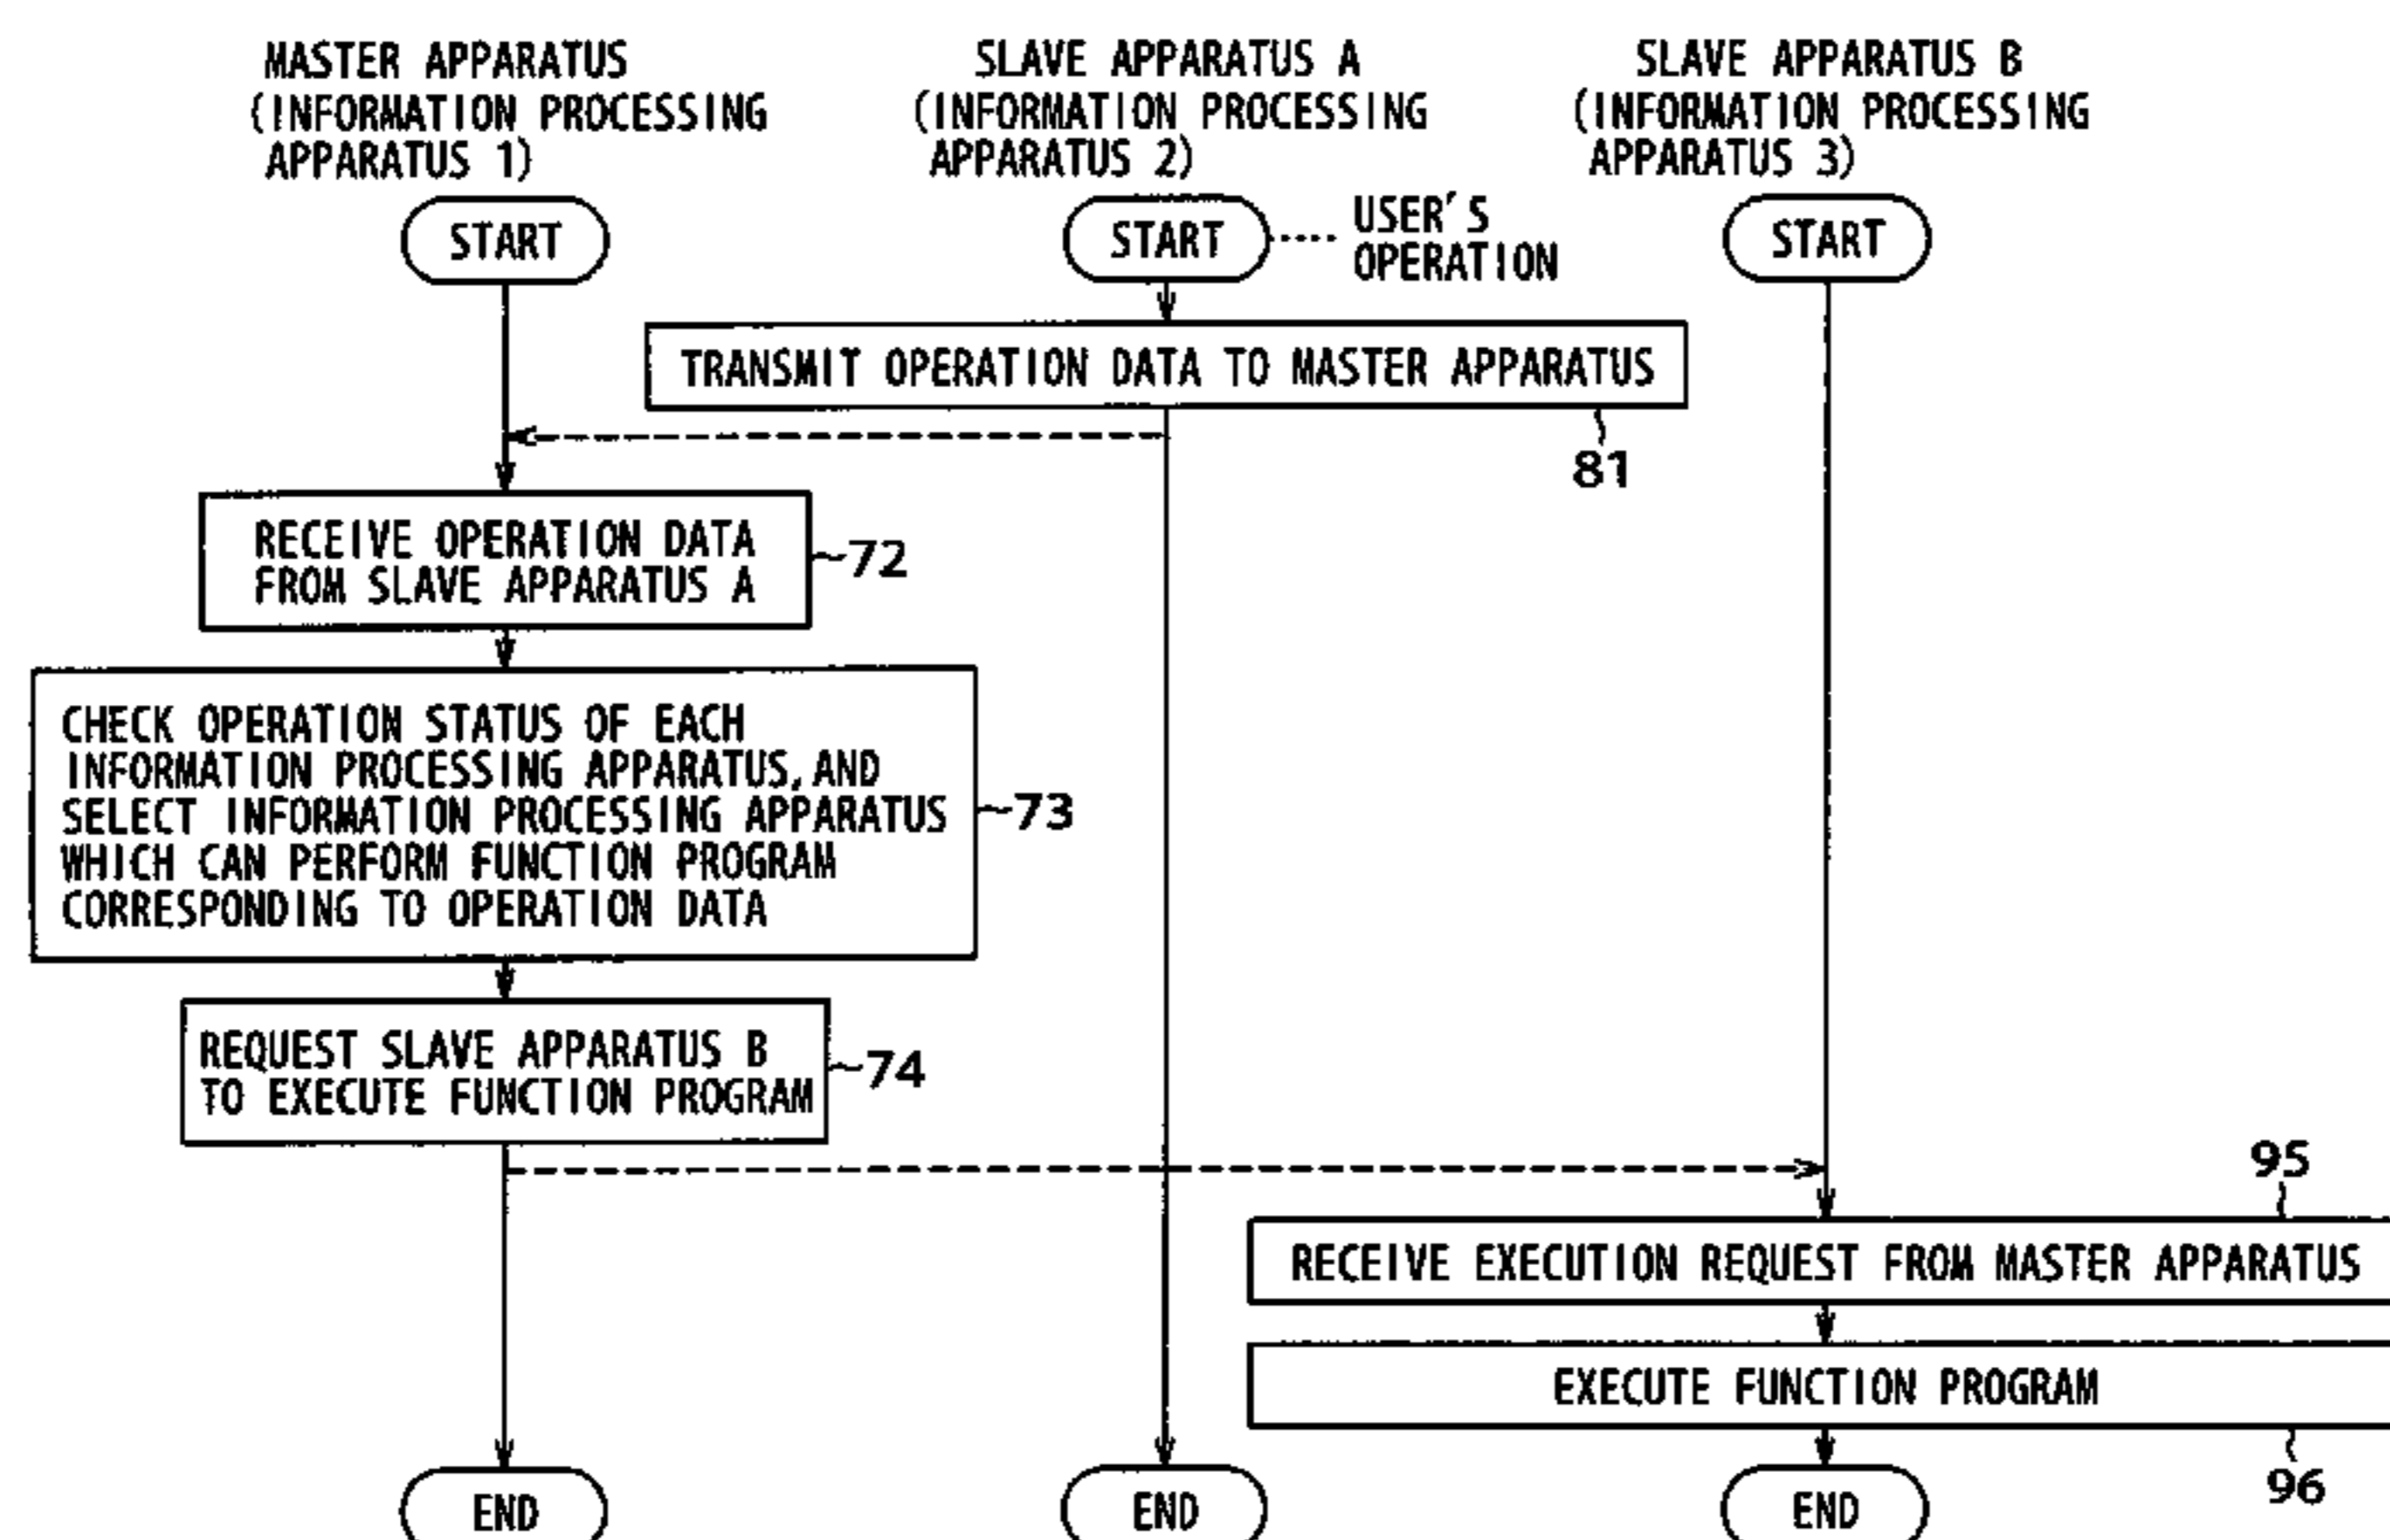 MASTER APPARATUS
(INFORMATION PROCESSING
APPARATUS 1)
SLAVE APPARATUS A
(INFORMATION PROCESSING
APPARATUS 2)
SLAVE APPARATUS B
(INFORMATION PROCESSING
APPARATUS 3)
START
START
USER'S
OPERATION
START
TRANSMIT OPERATION DATA TO MASTER APPARATUS
81
RECEIVE OPERATION DATA
FROM SLAVE APPARATUS A
72
CHECK OPERATION STATUS OF EACH
INFORMATION PROCESSING APPARATUS, AND
SELECT INFORMATION PROCESSING APPARATUS
WHICH CAN PERFORM FUNCTION PROGRAM
CORRESPONDING TO OPERATION DATA
73
REQUEST SLAVE APPARATUS B
TO EXECUTE FUNCTION PROGRAM
74
95
RECEIVE EXECUTION REQUEST FROM MASTER APPARATUS
EXECUTE FUNCTION PROGRAM
96
END
END
END